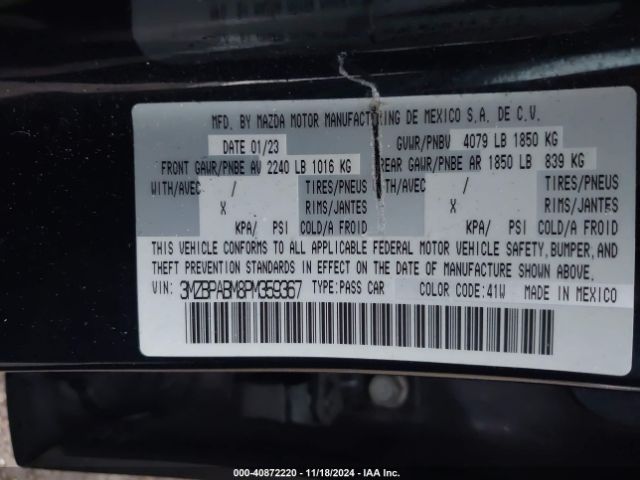 MFD. BY MAZDA MOTOR MANUFACTURING DE MEXICO S.A. DE C.V.
DATE 01/23 GVWR/PNBV 4079 LB 1850 KG
FRONT GAWR/PNBE AV 2240 LB 1016 KG REAR GAWR/PNBE AR 1850 LB 839 KG
WITH/AVEC / TIRES/PNEUS WITH/AVEC / TIRES/PNEUS
X RIMS/JANTES X RIMS/JANTES
KPA/ PSI COLD/A FROID KPA/ PSI COLD/A FROID
THIS VEHICLE CONFORMS TO ALL APPLICABLE FEDERAL MOTOR VEHICLE SAFETY, BUMPER, AND
THEFT PREVENTION STANDARDS IN EFFECT ON THE DATE OF MANUFACTURE SHOWN ABOVE.
VIN: 3MZBPABM8PM359367 TYPE: PASS CAR COLOR CODE: 41W MADE IN MEXICO
000-40872220 - 11/18/2024 - IAA Inc.